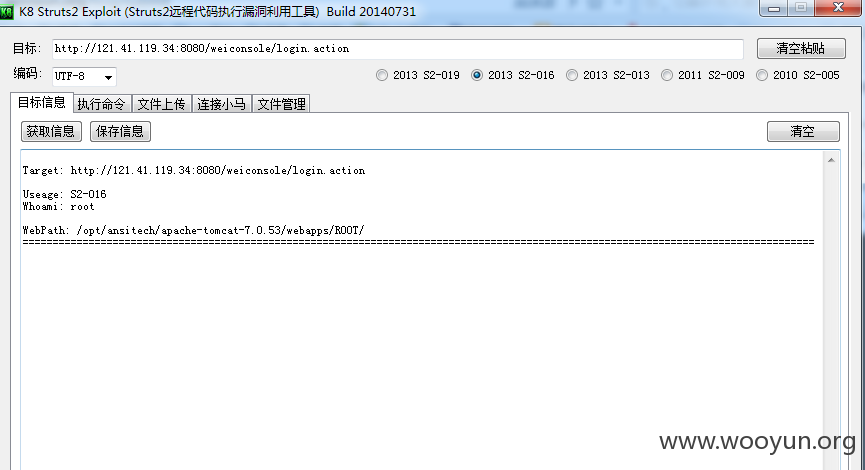 K8 Struts2 Exploit (Struts2远程代码执行漏洞利用工具) Build 20140731
目标: http://121.41.119.34:8080/weiconsole/login.action 清空粘贴
编码: UTF-8 2013 S2-019 2013 S2-016 2013 S2-013 2011 S2-009 2010 S2-005
目标信息 执行命令 文件上传 连接小马 文件管理
获取信息 保存信息 清空
Target: http://121.41.119.34:8080/weiconsole/login.action
Useage: S2-016
Whoami: root
WebPath: /opt/ansitech/apache-tomcat-7.0.53/webapps/ROOT/
www.wooyun.org